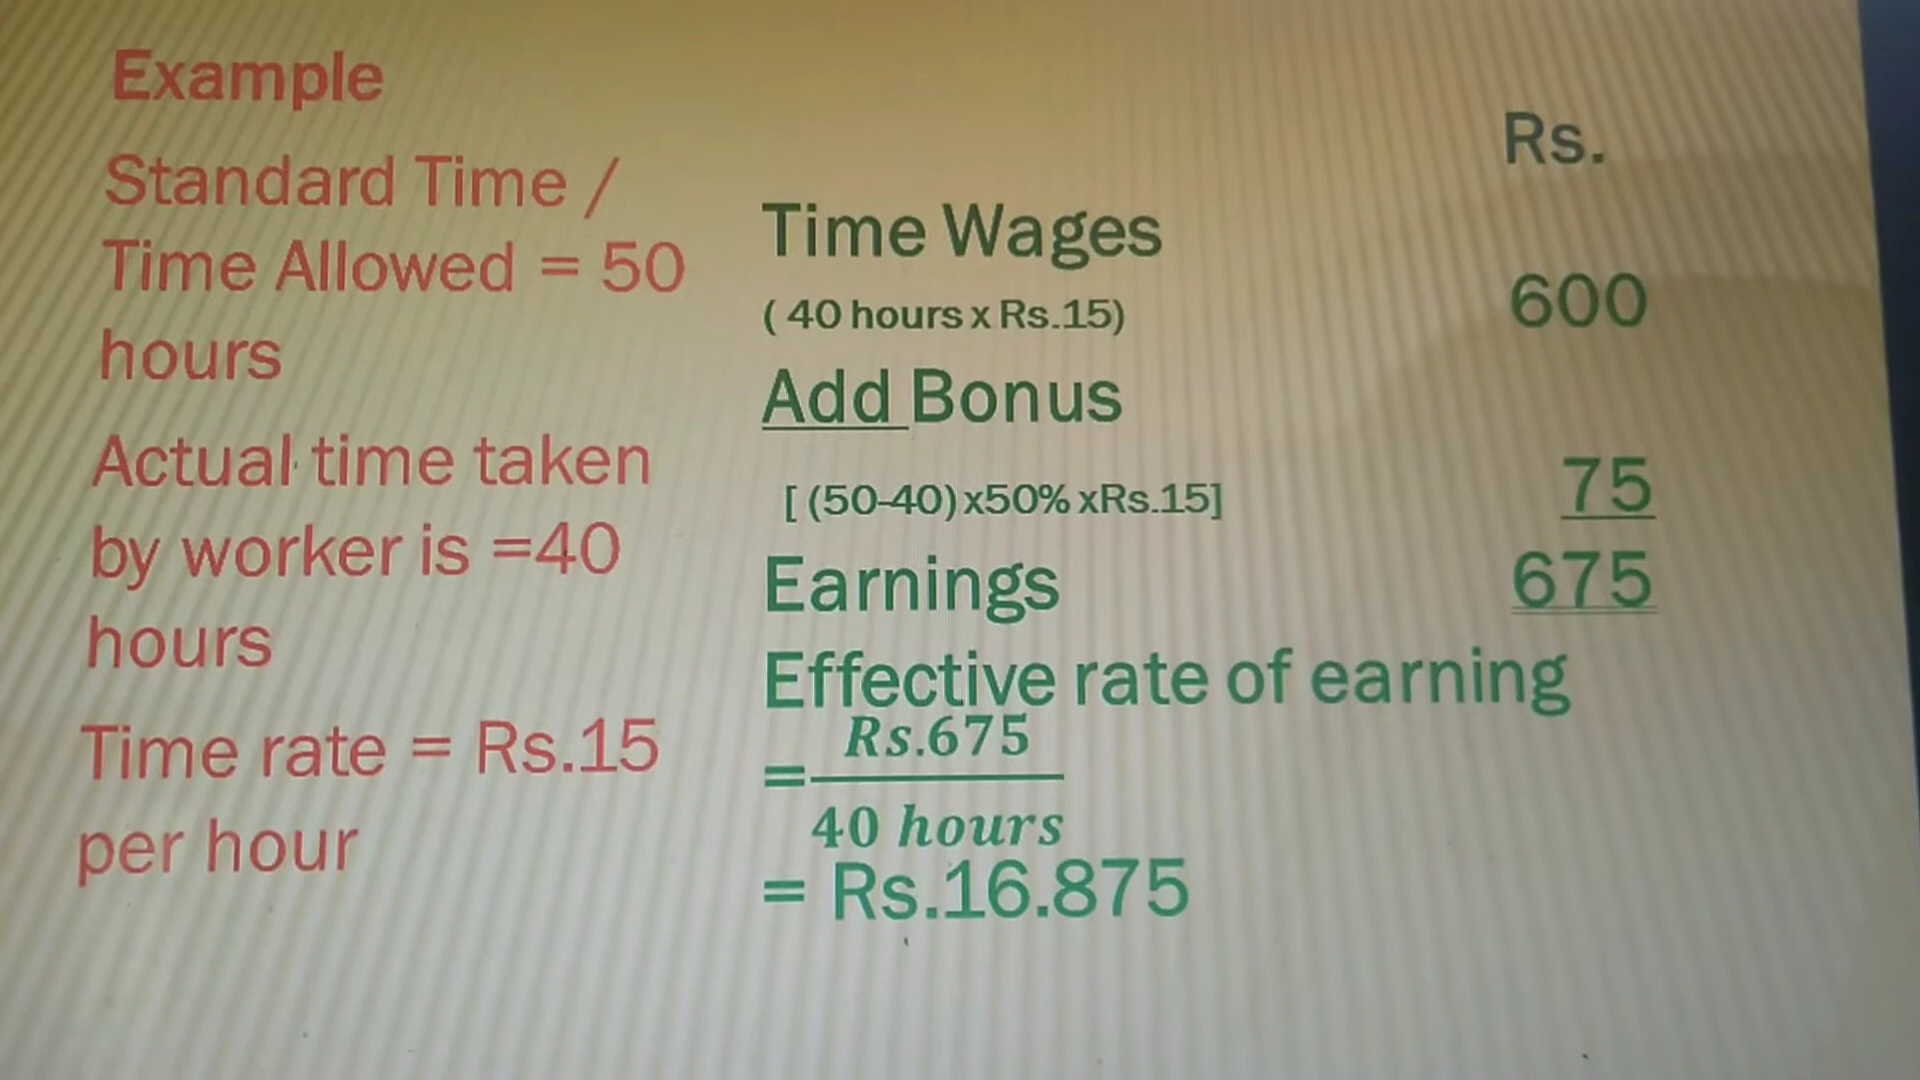 Example
Standard Time /
Time Allowed = 50
hours
Actual time taken
by worker is =40
hours
Time rate = Rs.15
per hour
Rs.
Time Wages
( 40 hours x Rs.15) 600
Add Bonus
[ (50-40) x50% xRs.15] 75
Earnings 675
Effective rate of earning
= Rs.675
40 hours
= Rs.16.875